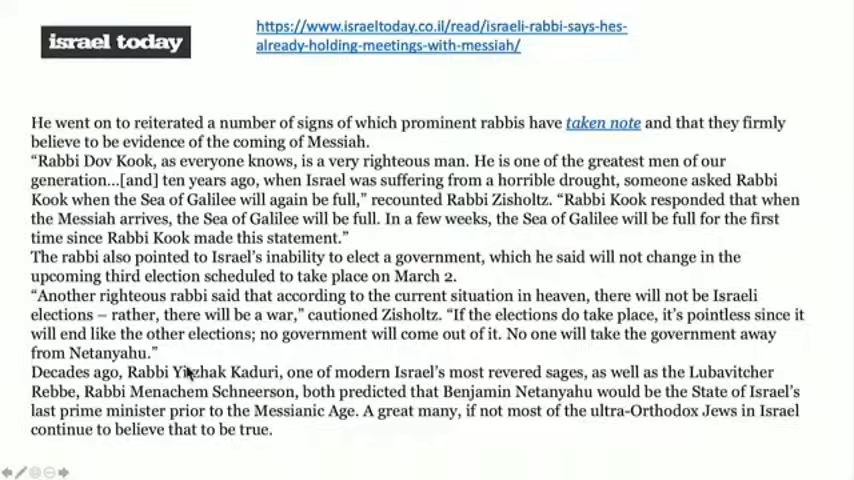 israel today
https://www.israeltoday.co.il/read/israeli-rabbi-says-hes-
already-holding-meetings-with-messiah/
He went on to reiterated a number of signs of which prominent rabbis have taken note and that they firmly
believe to be evidence of the coming of Messiah.
“Rabbi Dov Kook, as everyone knows, is a very righteous man. He is one of the greatest men of our
generation…[and] ten years ago, when Israel was suffering from a horrible drought, someone asked Rabbi
Kook when the Sea of Galilee will again be full,” recounted Rabbi Zisholtz. “Rabbi Kook responded that when
the Messiah arrives, the Sea of Galilee will be full. In a few weeks, the Sea of Galilee will be full for the first
time since Rabbi Kook made this statement.”
The rabbi also pointed to Israel’s inability to elect a government, which he said will not change in the
upcoming third election scheduled to take place on March 2.
“Another righteous rabbi said that according to the current situation in heaven, there will not be Israeli
elections – rather, there will be a war,” cautioned Zisholtz. “If the elections do take place, it’s pointless since it
will end like the other elections; no government will come out of it. No one will take the government away
from Netanyahu.”
Decades ago, Rabbi Yitzhak Kaduri, one of modern Israel’s most revered sages, as well as the Lubavitcher
Rebbe, Rabbi Menachem Schneerson, both predicted that Benjamin Netanyahu would be the State of Israel’s
last prime minister prior to the Messianic Age. A great many, if not most of the ultra-Orthodox Jews in Israel
continue to believe that to be true.